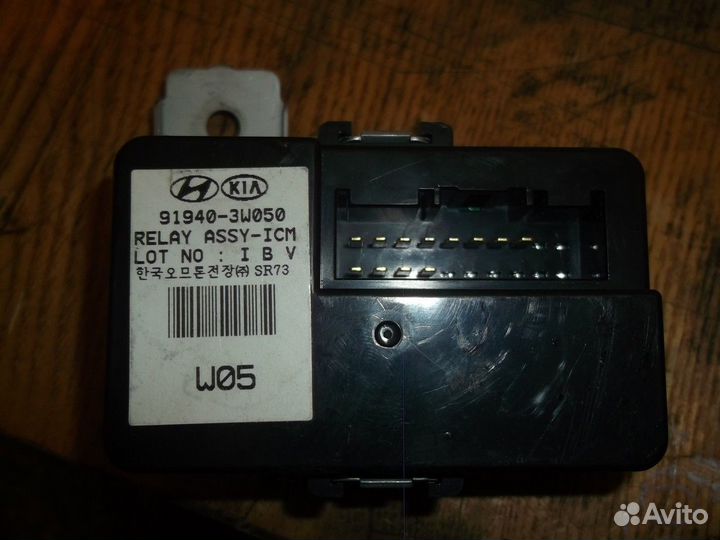 KIA
91940-3W050
RELAY ASSY-ICM
LOT NO : I B V
한국오므론전장㈜ SR73
W05
Avito